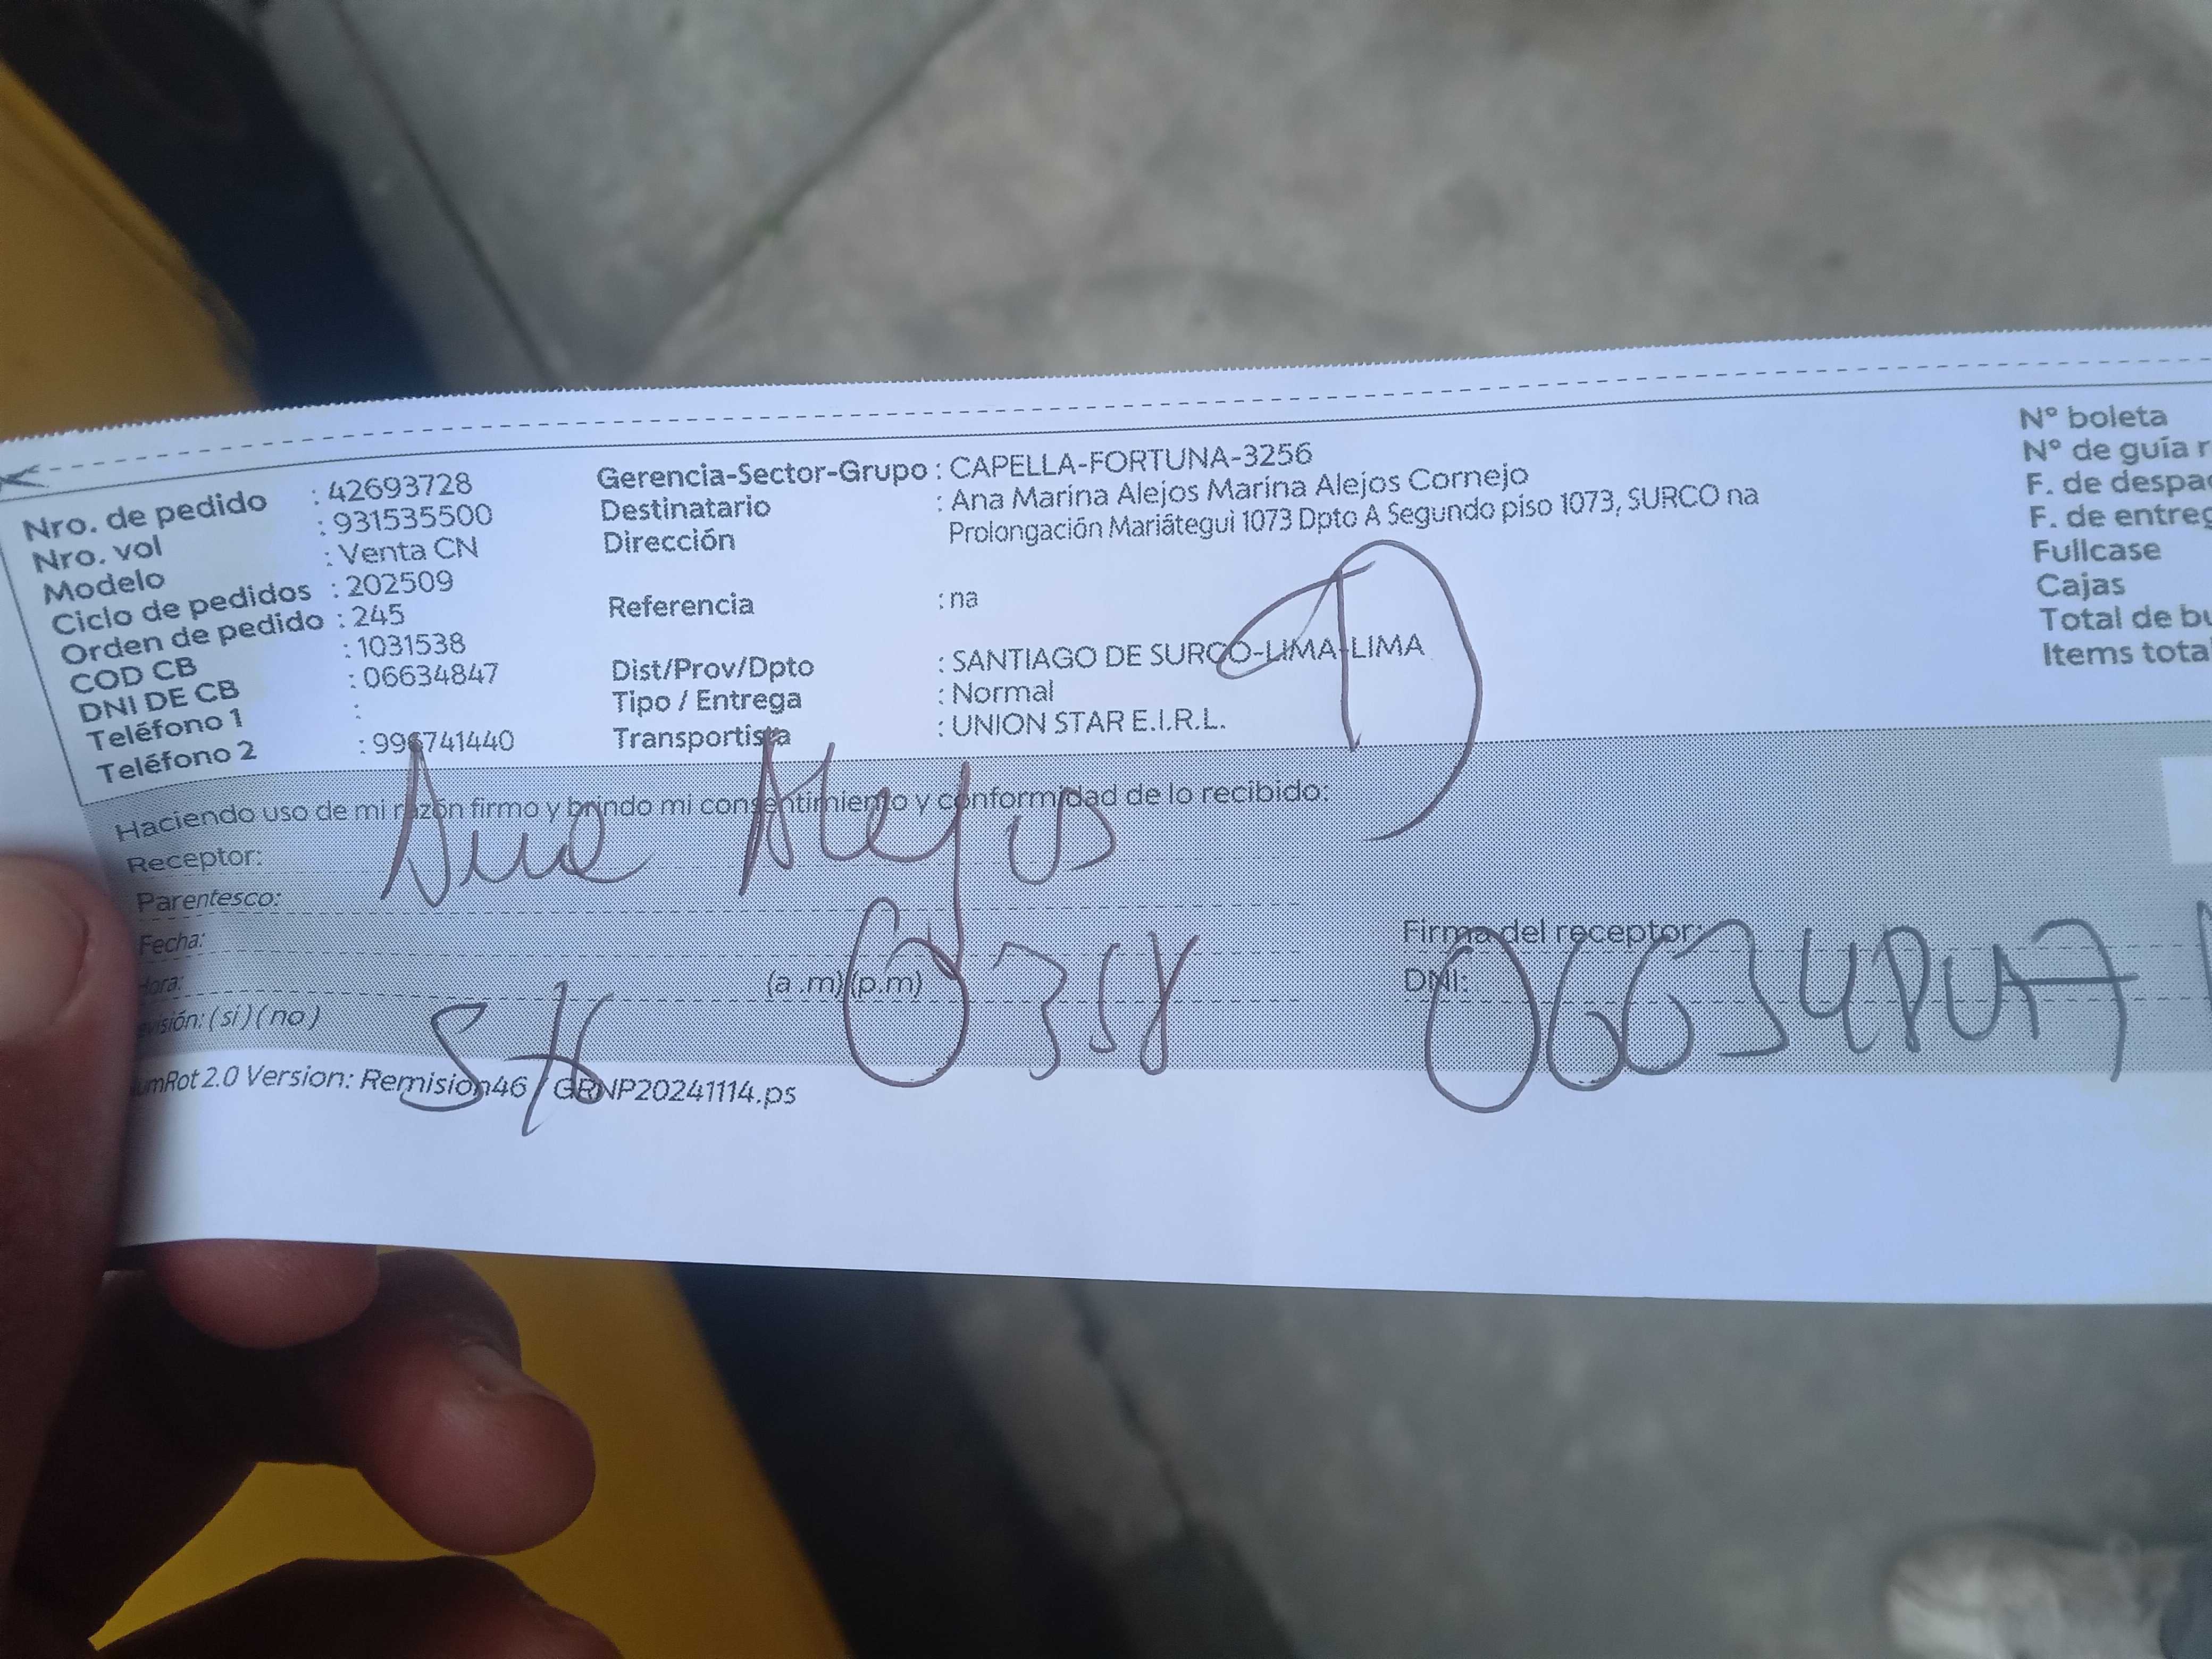 Nro. de pedido : 42693728
Nro. vol : 931535500
Modelo : Venta CN
Ciclo de pedidos : 202509
Orden de pedido : 245
COD CB : 1031538
DNI DE CB : 06634847
Teléfono 1 :
Teléfono 2 : 996741440
Gerencia-Sector-Grupo : CAPELLA-FORTUNA-3256
Destinatario : Ana Marina Alejos Marina Alejos Cornejo
Dirección Prolongación Mariátegui 1073 Dpto A Segundo piso 1073, SURCO na
Referencia : na
Dist/Prov/Dpto : SANTIAGO DE SURCO-LIMA-LIMA
Tipo / Entrega : Normal
Transportista : UNION STAR E.I.R.L.
N° boleta
N° de guía
F. de
F. de
Fullcase
Cajas
Total de
Items
Haciendo uso de mi razón firmo y brindo mi consentimiento y conformidad de lo recibido:
Receptor: Ana Alejos
Parentesco:
Fecha:
(a .m) (p.m)
(si) (no)
Firma del receptor:
DNI: 06634847
2.0 Version: Remision46 / GRNP20241114.ps